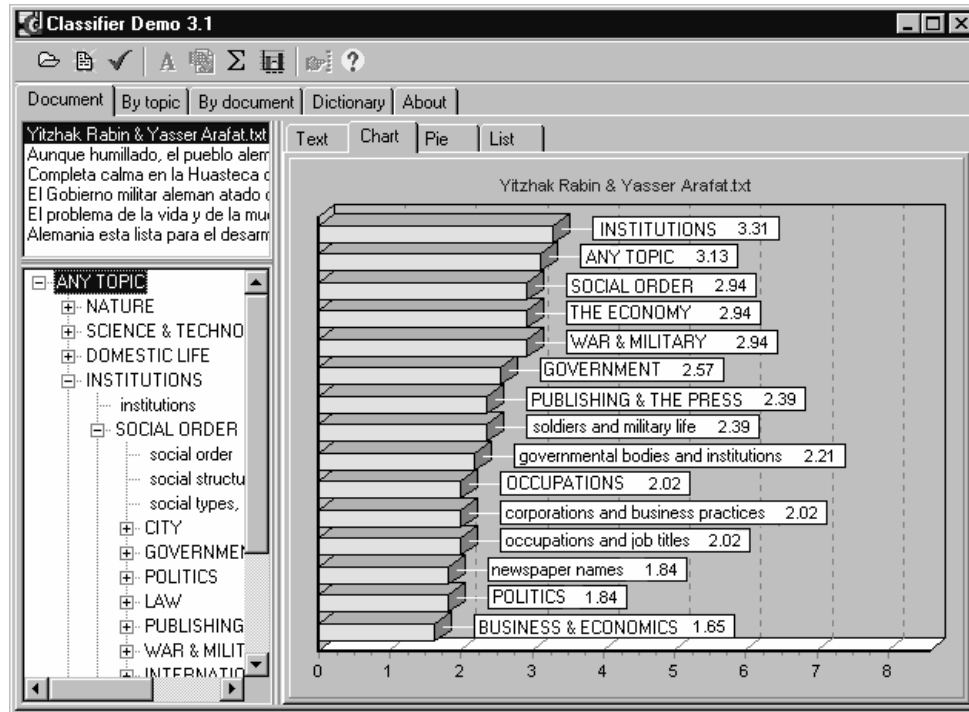 Classifier Demo 3.1
Document By topic By document Dictionary About
Yitzhak Rabin & Yasser Arafat.txt
Aunque humillado, el pueblo alem
Completa calma en la Huasteca
El Gobierno militar aleman atado
El problema de la vida y de la mu
Alemania esta lista para el desarm
ANY TOPIC
NATURE
SCIENCE & TECHNO
DOMESTIC LIFE
INSTITUTIONS
institutions
SOCIAL ORDER
social order
social structu
social types,
CITY
GOVERNMEN
POLITICS
LAW
PUBLISHING
WAR & MILIT
INTERNATIO
Text Chart Pie List
Yitzhak Rabin & Yasser Arafat.txt
INSTITUTIONS 3.31
ANY TOPIC 3.13
SOCIAL ORDER 2.94
THE ECONOMY 2.94
WAR & MILITARY 2.94
GOVERNMENT 2.57
PUBLISHING & THE PRESS 2.39
soldiers and military life 2.39
governmental bodies and institutions 2.21
OCCUPATIONS 2.02
corporations and business practices 2.02
occupations and job titles 2.02
newspaper names 1.84
POLITICS 1.84
BUSINESS & ECONOMICS 1.65
0 1 2 3 4 5 6 7 8